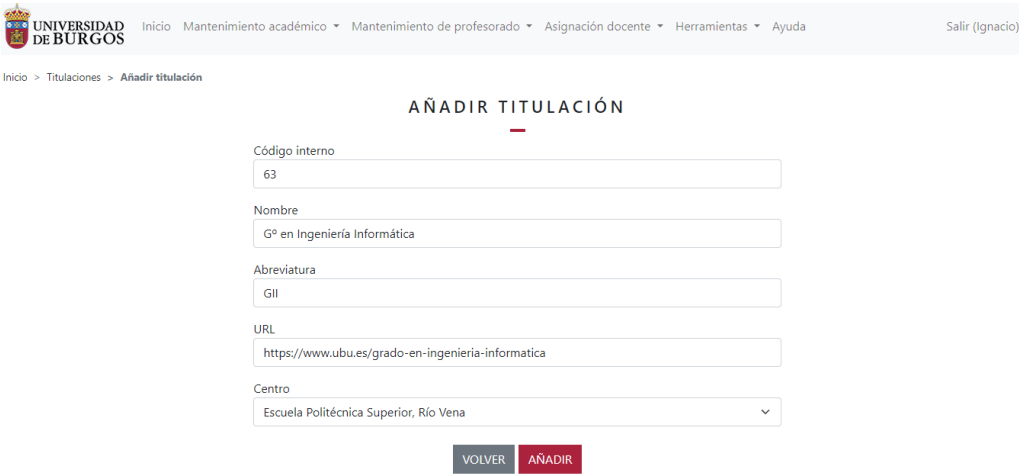 UNIVERSIDAD
DE BURGOS
Inicio Mantenimiento académico Mantenimiento de profesorado Asignación docente Herramientas Ayuda Salir (Ignacio)
Inicio > Titulaciones > Añadir titulación
AÑADIR TITULACIÓN
Código interno
63
Nombre
Gº en Ingeniería Informática
Abreviatura
GII
URL
https://www.ubu.es/grado-en-ingenieria-informatica
Centro
Escuela Politécnica Superior, Río Vena
VOLVER AÑADIR